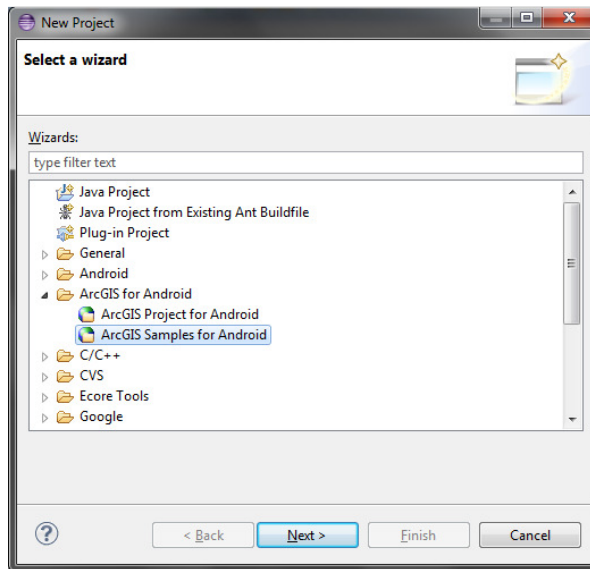 New Project
Select a wizard
Wizards:
type filter text
Java Project
Java Project from Existing Ant Buildfile
Plug-in Project
General
Android
ArcGIS for Android
ArcGIS Project for Android
ArcGIS Samples for Android
C/C++
CVS
Ecore Tools
Google
?
< Back Next > Finish Cancel